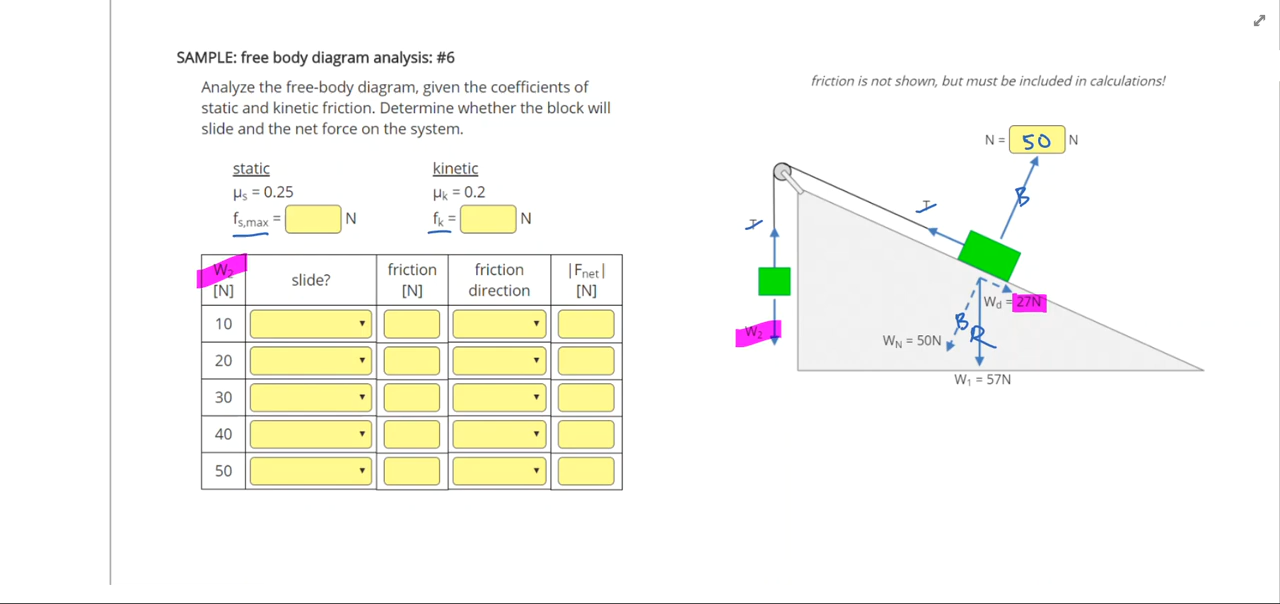 SAMPLE: free body diagram analysis: #6
Analyze the free-body diagram, given the coefficients of
static and kinetic friction. Determine whether the block will
slide and the net force on the system.
static kinetic
μs = 0.25 μk = 0.2
fs,max = N fk = N
W2 [N] slide? friction [N] friction direction |Fnet| [N]
10
20
30
40
50
friction is not shown, but must be included in calculations!
N = 50 N
B
T
T
Wd = 27N
W2
B
R
WN = 50N
W1 = 57N